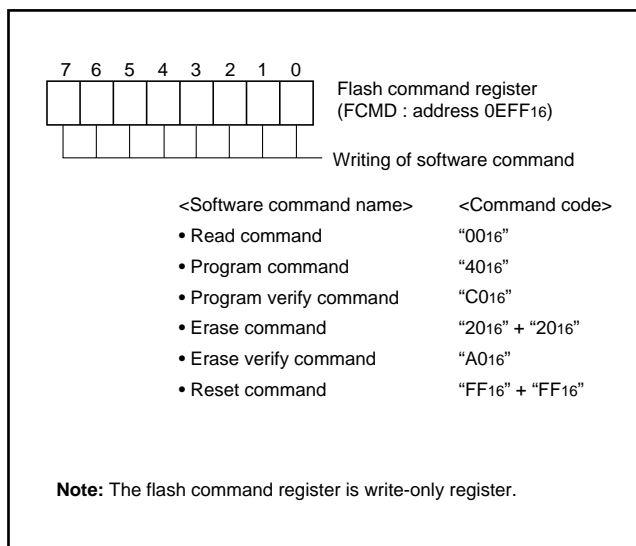 7 6 5 4 3 2 1 0
Flash command register
(FCMD : address 0EFF16)
Writing of software command
<Software command name> <Command code>
• Read command “0016”
• Program command “4016”
• Program verify command “C016”
• Erase command “2016” + “2016”
• Erase verify command “A016”
• Reset command “FF16” + “FF16”
Note: The flash command register is write-only register.